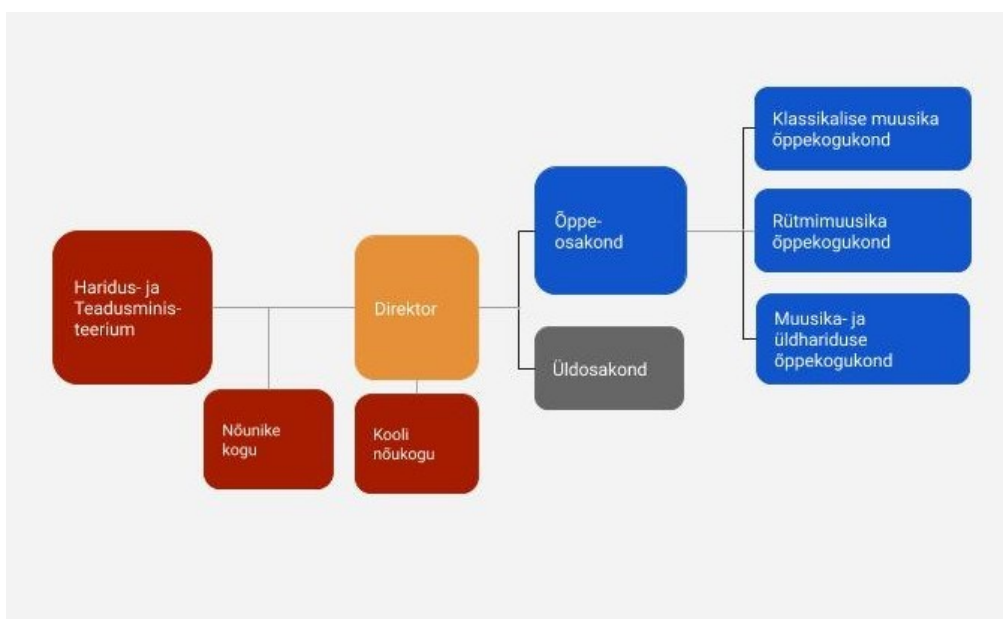 Haridus- ja
Teadusminis-
teerium
Nõunike
kogu
Direktor
Kooli
nõukogu
Õppe-
osakond
Üldosakond
Klassikalise muusika
õppekogukond
Rütmimuusika
õppekogukond
Muusika- ja
üldhariduse
õppekogukond